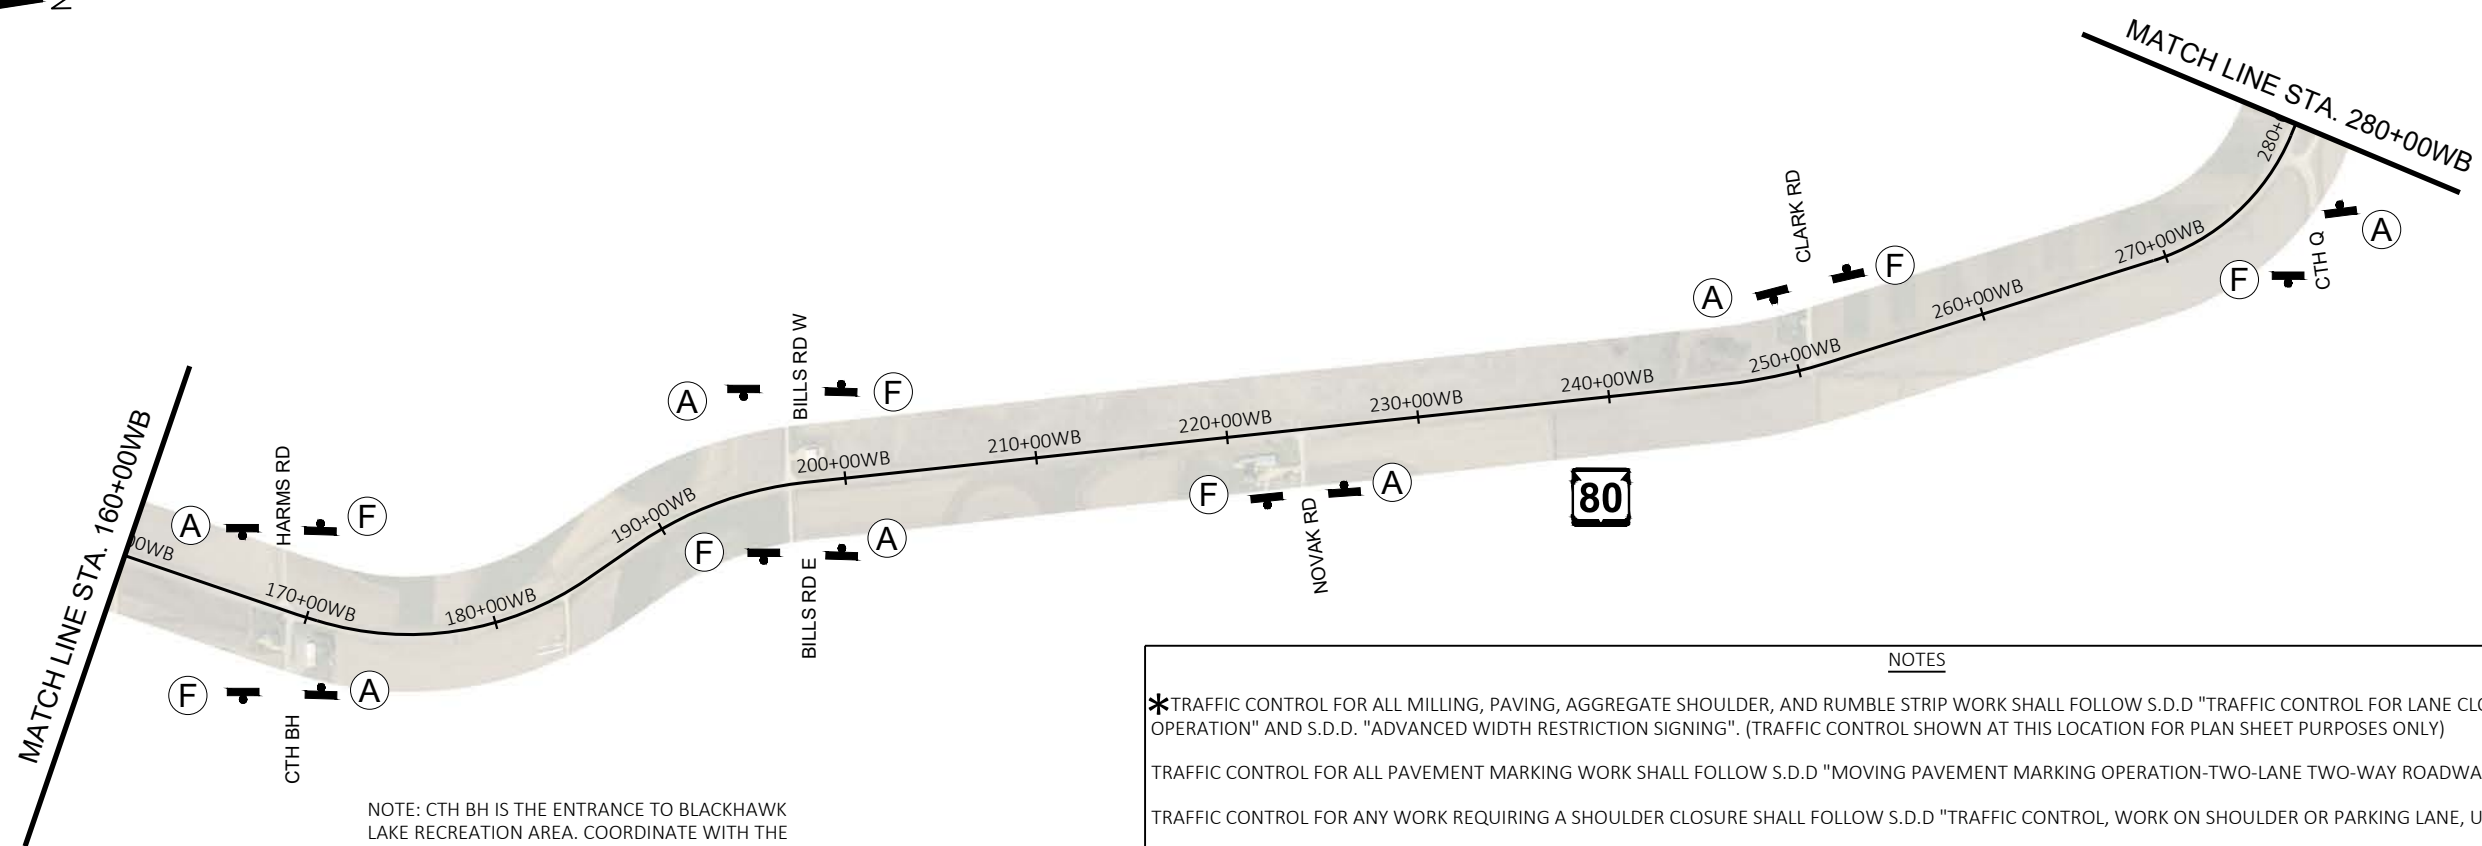 N
MATCH LINE STA. 160+00WB
MATCH LINE STA. 280+00WB
A
HARMS RD
F
00WB
170+00WB
180+00WB
190+00WB
200+00WB
210+00WB
220+00WB
230+00WB
240+00WB
250+00WB
260+00WB
270+00WB
280+
F
CTH BH
A
A
BILLS RD W
F
F
BILLS RD E
A
F
NOVAK RD
A
80
A
CLARK RD
F
F
CTH Q
A
NOTE: CTH BH IS THE ENTRANCE TO BLACKHAWK
LAKE RECREATION AREA. COORDINATE WITH THE
NOTES
*TRAFFIC CONTROL FOR ALL MILLING, PAVING, AGGREGATE SHOULDER, AND RUMBLE STRIP WORK SHALL FOLLOW S.D.D "TRAFFIC CONTROL FOR LANE CLO
OPERATION" AND S.D.D. "ADVANCED WIDTH RESTRICTION SIGNING". (TRAFFIC CONTROL SHOWN AT THIS LOCATION FOR PLAN SHEET PURPOSES ONLY)
TRAFFIC CONTROL FOR ALL PAVEMENT MARKING WORK SHALL FOLLOW S.D.D "MOVING PAVEMENT MARKING OPERATION-TWO-LANE TWO-WAY ROADWA
TRAFFIC CONTROL FOR ANY WORK REQUIRING A SHOULDER CLOSURE SHALL FOLLOW S.D.D "TRAFFIC CONTROL, WORK ON SHOULDER OR PARKING LANE, U